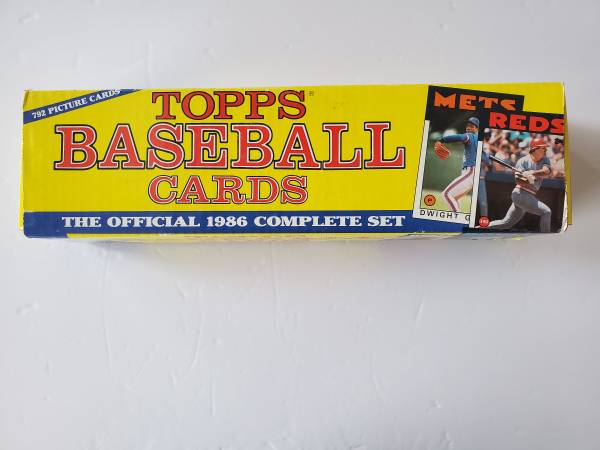 792 PICTURE CARDS
TOPPS®
BASEBALL
CARDS
THE OFFICIAL 1986 COMPLETE SET
METS
REDS
P
DWIGHT G